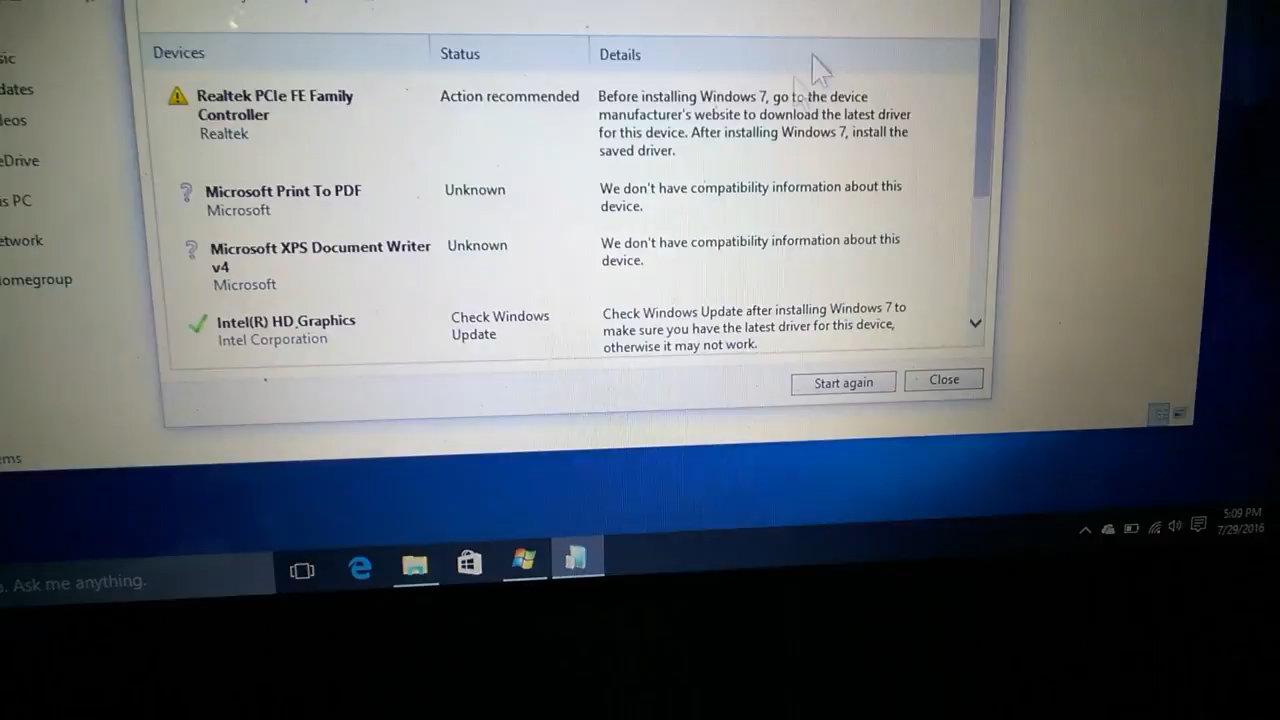 Devices Status Details
Realtek PCIe FE Family Action recommended Before installing Windows 7, go to the device
Controller manufacturer's website to download the latest driver
Realtek for this device. After installing Windows 7, install the
saved driver.
Microsoft Print To PDF Unknown We don't have compatibility information about this
Microsoft device.
Microsoft XPS Document Writer Unknown We don't have compatibility information about this
v4 device.
Microsoft
Intel(R) HD Graphics Check Windows Check Windows Update after installing Windows 7 to
Intel Corporation Update make sure you have the latest driver for this device,
otherwise it may not work.
Start again Close
sic
dates
eos
eDrive
s PC
etwork
omegroup
ems
. Ask me anything.
5:09 PM
7/29/2016